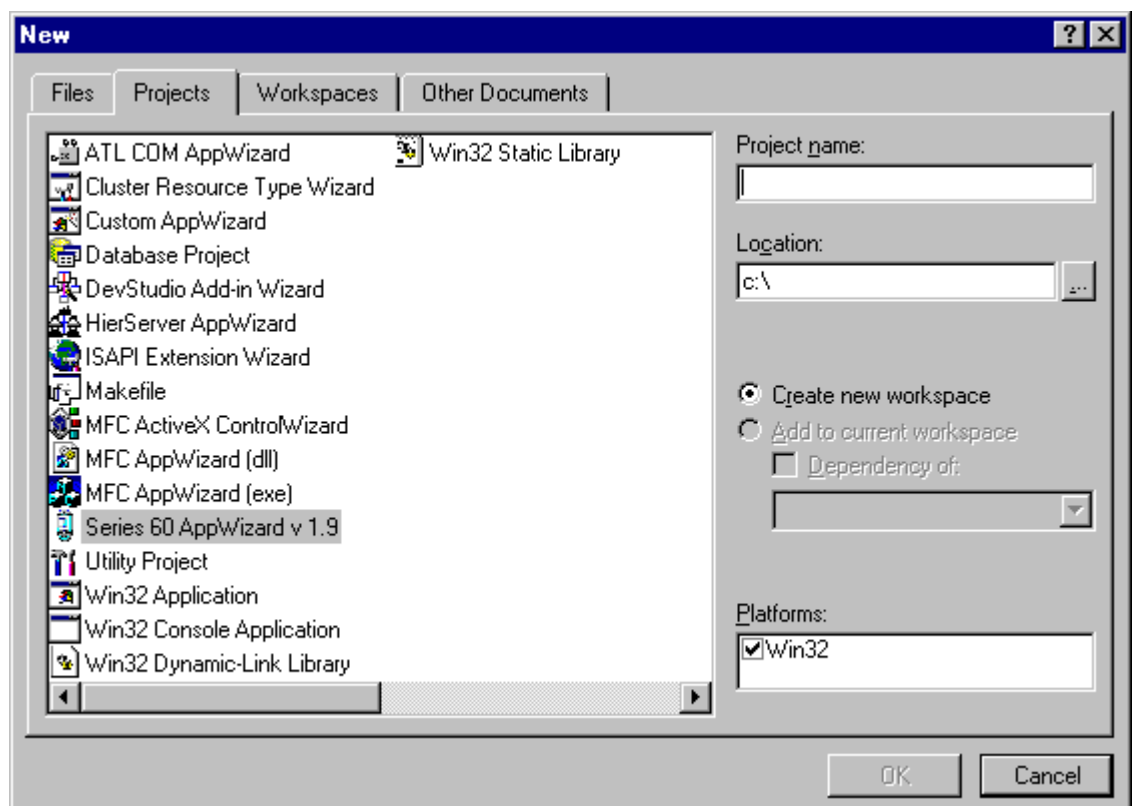 New
Files Projects Workspaces Other Documents
ATL COM AppWizard
Cluster Resource Type Wizard
Custom AppWizard
Database Project
DevStudio Add-in Wizard
HierServer AppWizard
ISAPI Extension Wizard
Makefile
MFC ActiveX ControlWizard
MFC AppWizard (dll)
MFC AppWizard (exe)
Series 60 AppWizard v 1.9
Utility Project
Win32 Application
Win32 Console Application
Win32 Dynamic-Link Library
Win32 Static Library
Project name:
Location:
c:\
...
Create new workspace
Add to current workspace
Dependency of:
Platforms:
Win32
OK Cancel